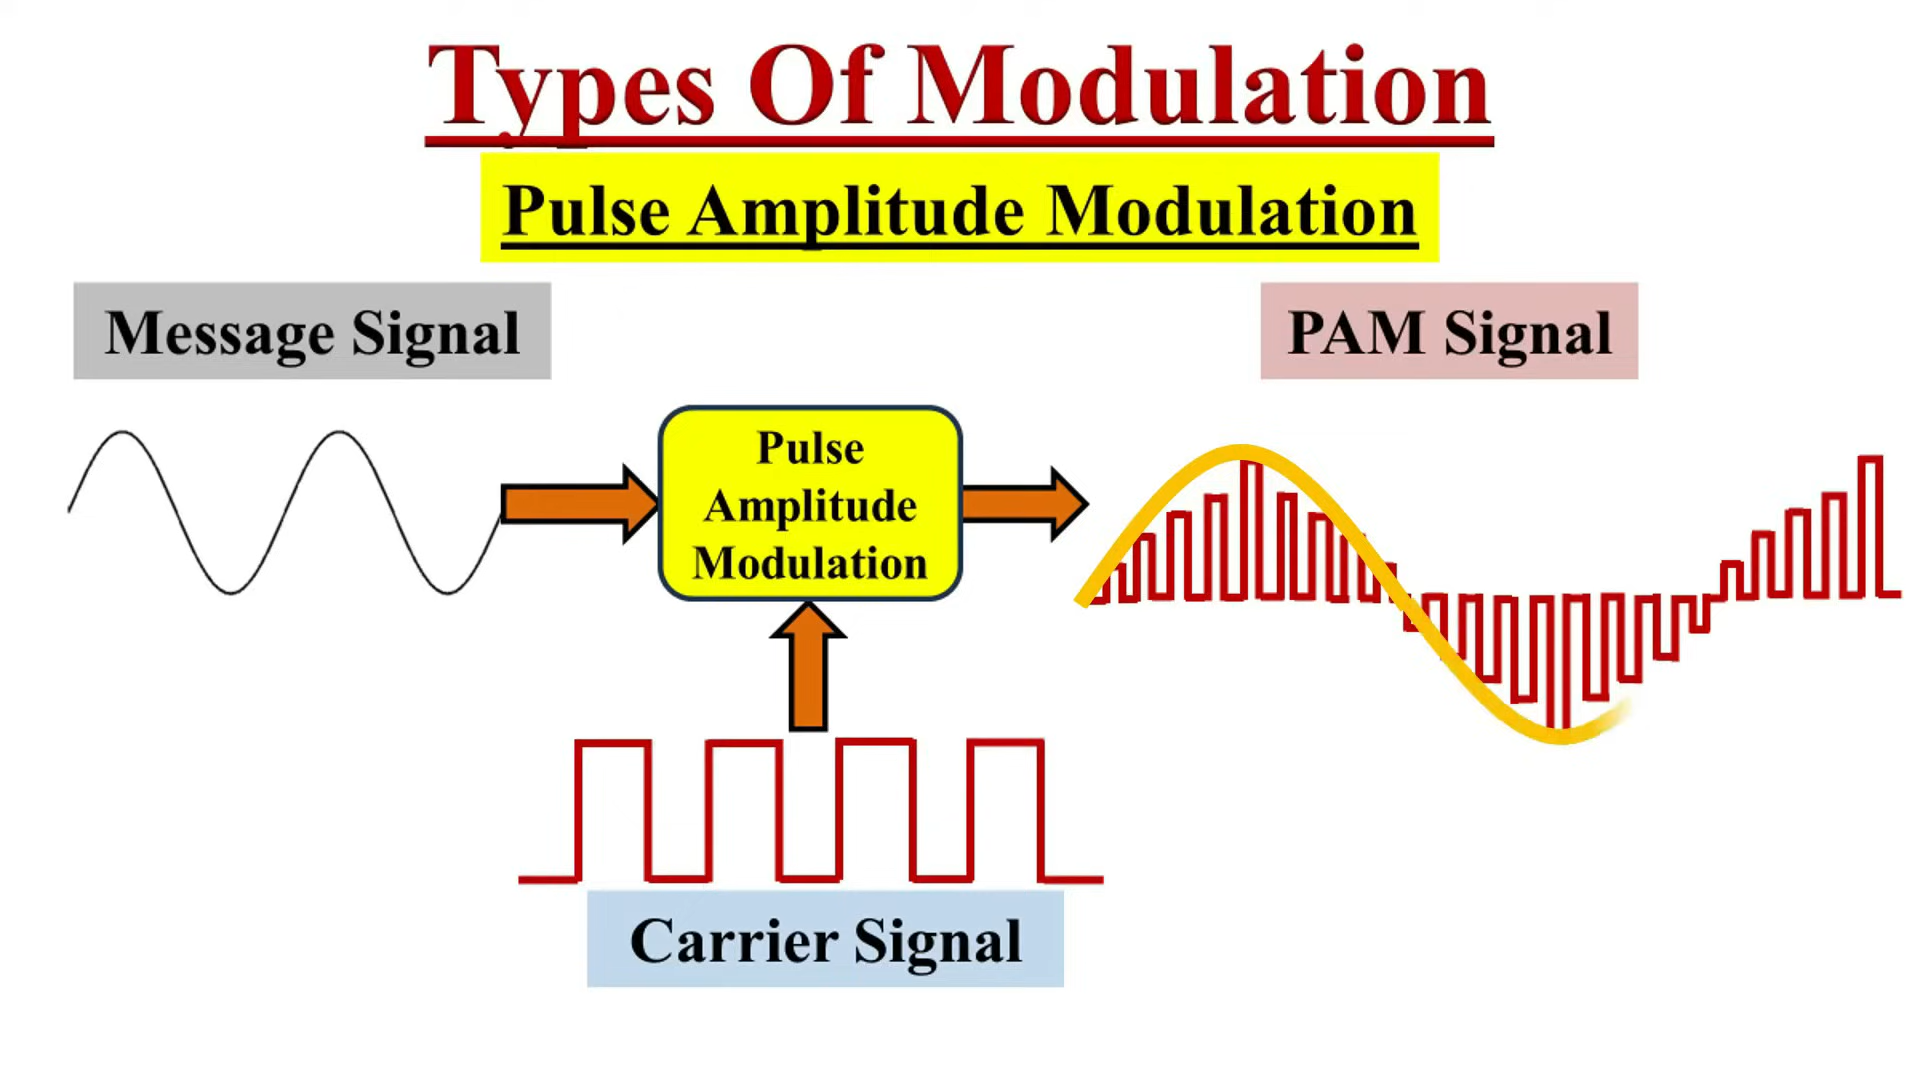 Types Of Modulation
Pulse Amplitude Modulation
Message Signal
PAM Signal
Pulse
Amplitude
Modulation
Carrier Signal